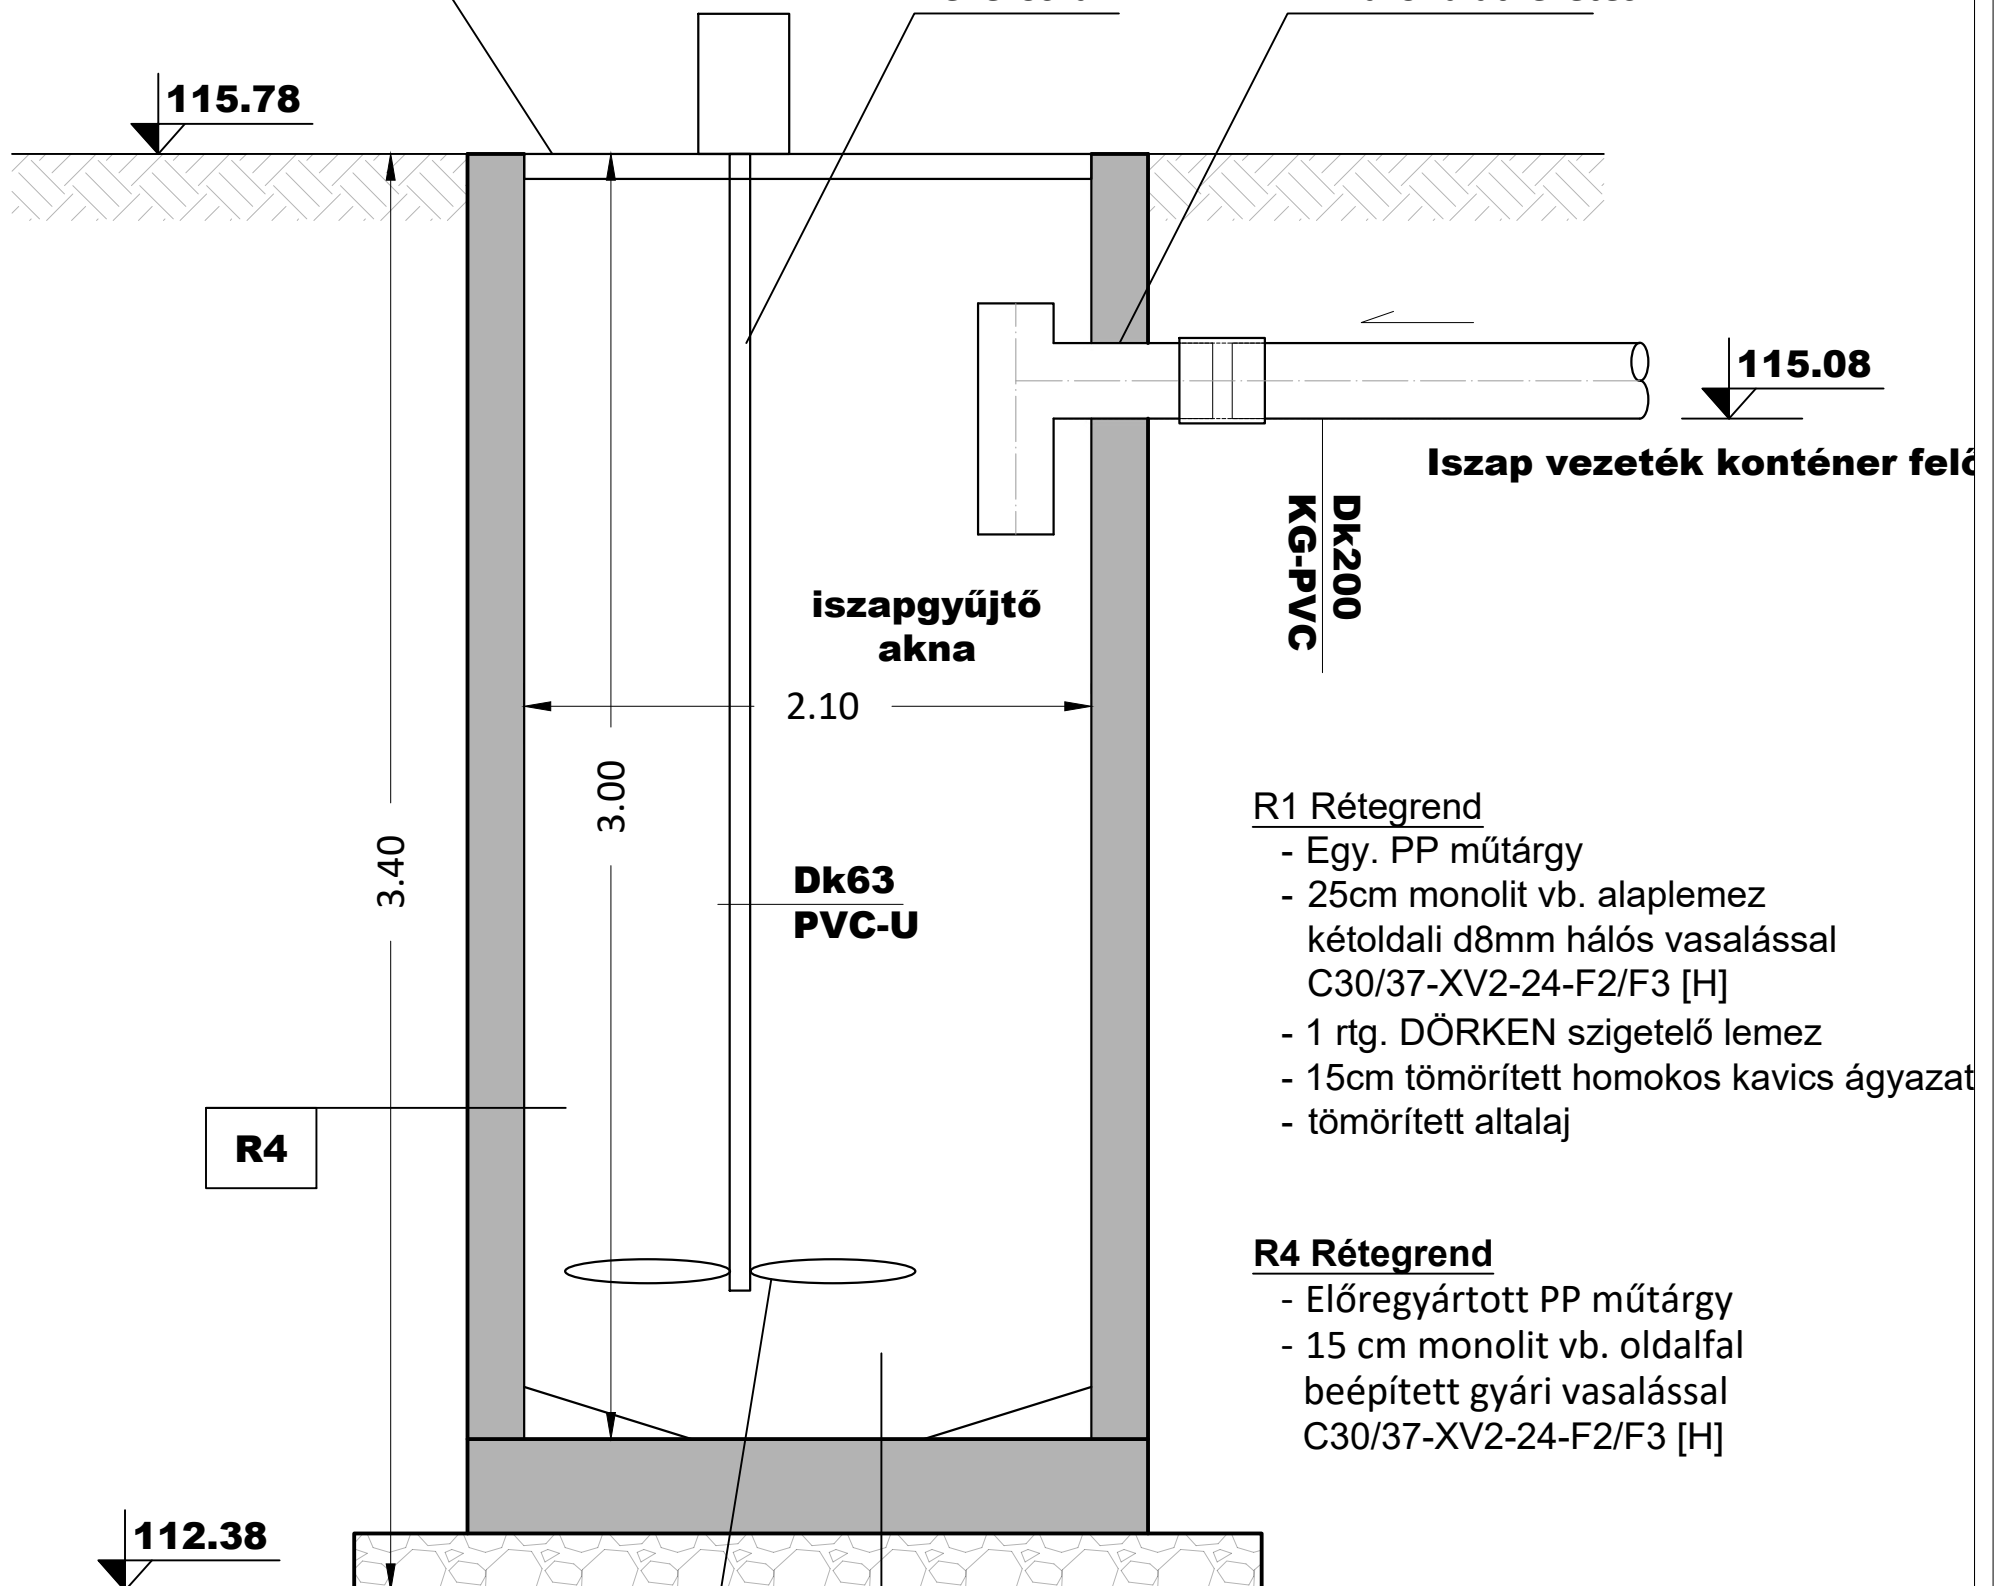 115.78
115.08
Iszap vezeték konténer
Dk200
KG-PVC
iszapgyűjtő
akna
2.10
3.00
3.40
Dk63
PVC-U
R1 Rétegrend
- Egy. PP műtárgy
- 25cm monolit vb. alaplemez
kétoldali d8mm hálós vasalással
C30/37-XV2-24-F2/F3 [H]
- 1 rtg. DÖRKEN szigetelő lemez
- 15cm tömörített homokos kavics ágyazat
- tömörített altalaj
R4
R4 Rétegrend
- Előregyártott PP műtárgy
- 15 cm monolit vb. oldalfal
beépített gyári vasalással
C30/37-XV2-24-F2/F3 [H]
112.38